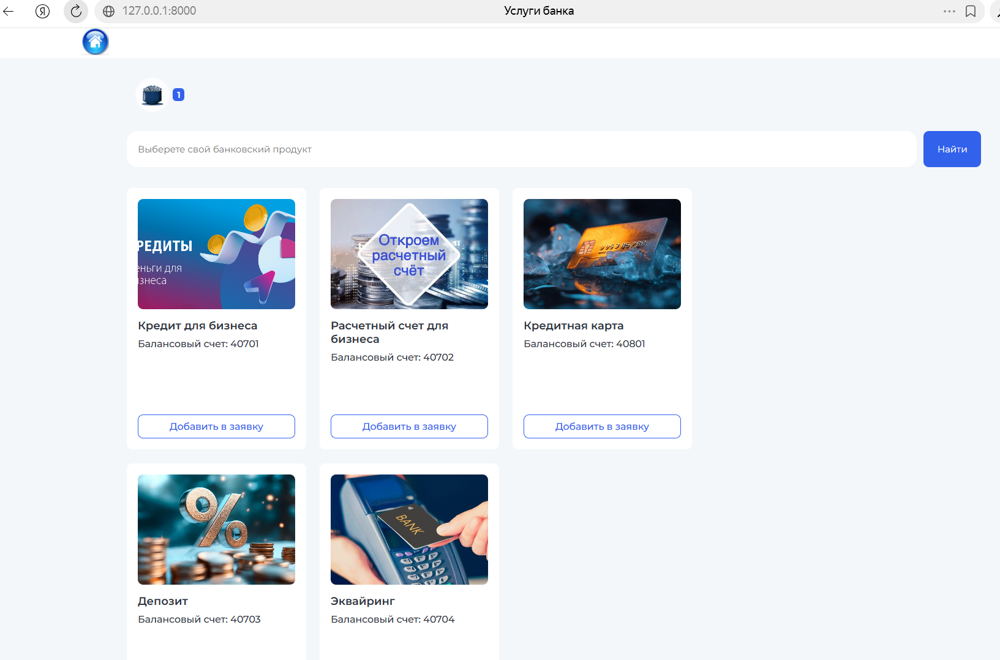 Я
127.0.0.1:8000
Услуги банка
1
Выберете свой банковский продукт
Найти
РЕДИТЫ
еньги для
изнеса
Откроем
расчетный
счёт
Кредит для бизнеса
Балансовый счет: 40701
Добавить в заявку
Расчетный счет для
бизнеса
Балансовый счет: 40702
Добавить в заявку
Кредитная карта
Балансовый счет: 40801
Добавить в заявку
BANK
Депозит
Балансовый счет: 40703
Эквайринг
Балансовый счет: 40704